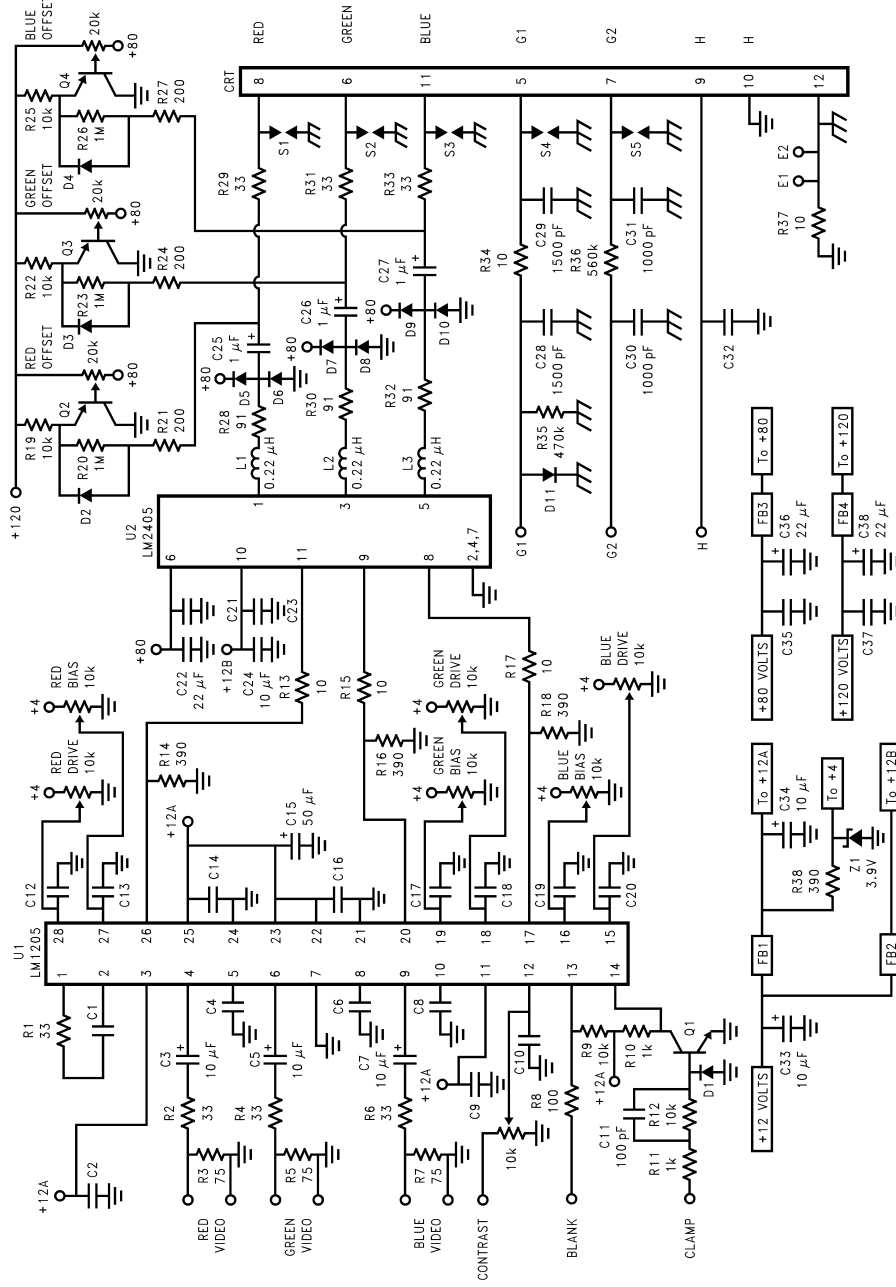 +120
RED
OFFSET
20k
+80
R19
10k
Q2
R20
1M
D2
R21
200
GREEN
OFFSET
20k
+80
R22
10k
Q3
R23
1M
D3
R24
200
BLUE
OFFSET
20k
+80
R25
10k
Q4
R26
1M
D4
R27
200
U2
LM2405
6
10
11
9
8
2,4,7
1
3
5
+80
C22
22 μF
C21
+12B
C24
10 μF
C23
R13
10
R15
10
R17
10
L1
0.22 μH
R28
91
D5
D6
+80
C25
1 μF
R29
33
S1
L2
0.22 μH
R30
91
D7
D8
+80
C26
1 μF
R31
33
S2
L3
0.22 μH
R32
91
D9
D10
+80
C27
1 μF
R33
33
S3
CRT
8
6
11
5
7
9
10
12
RED
GREEN
BLUE
G1
G2
H
H
G1
D11
R35
470k
C28
1500 pF
R34
10
C29
1500 pF
S4
G2
C30
1000 pF
R36
560k
C31
1000 pF
S5
H
C32
R37
10
E1
E2
U1
LM1205
1
2
3
4
5
6
7
8
9
10
11
12
13
14
28
27
26
25
24
23
22
21
20
19
18
17
16
15
R1
33
C1
+12A
C2
RED
VIDEO
R3
75
R2
33
C3
10 μF
C4
GREEN
VIDEO
R5
75
R4
33
C5
10 μF
C6
BLUE
VIDEO
R7
75
R6
33
C7
10 μF
C8
+12A
C9
CONTRAST
10k
C10
BLANK
R8
100
R9
10k
+12A
R10
1k
CLAMP
R11
1k
R12
10k
C11
100 pF
D1
Q1
C12
C13
RED
DRIVE
10k
+4
RED
BIAS
10k
+4
R14
390
+12A
C14
C15
50 μF
C16
R16
390
C17
C18
GREEN
BIAS
10k
+4
GREEN
DRIVE
10k
+4
R18
390
C19
C20
BLUE
BIAS
10k
+4
BLUE
DRIVE
10k
+4
+12 VOLTS
C33
10 μF
FB1
C34
10 μF
To +12A
R38
390
Z1
3.9V
To +4
FB2
To +12B
+80 VOLTS
C35
C36
22 μF
FB3
To +80
+120 VOLTS
C37
C38
22 μF
FB4
To +120